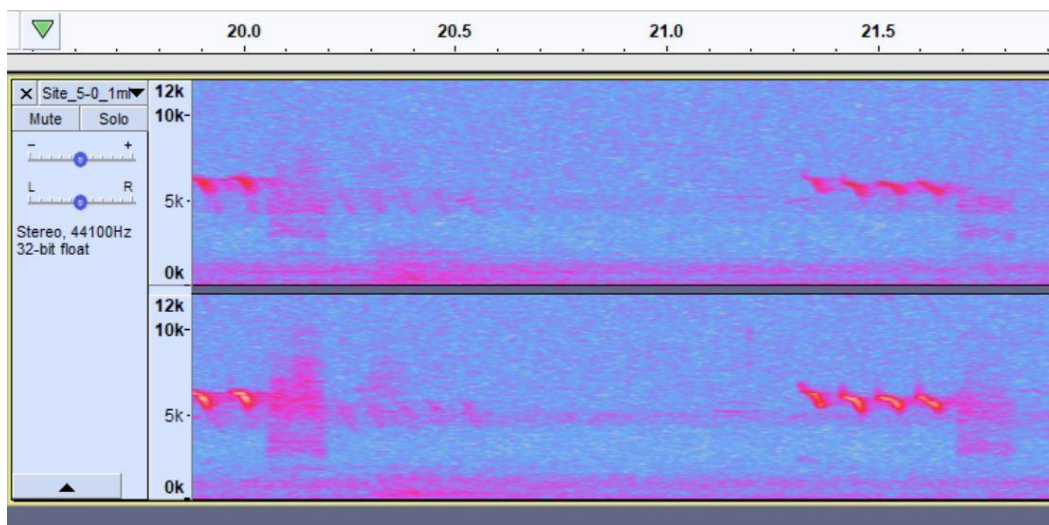 20.0 20.5 21.0 21.5
× Site_5-0_1ml▼ 12k
Mute Solo 10k-
- +
L R 5k-
Stereo, 44100Hz
32-bit float
0k
12k
10k-
5k-
0k